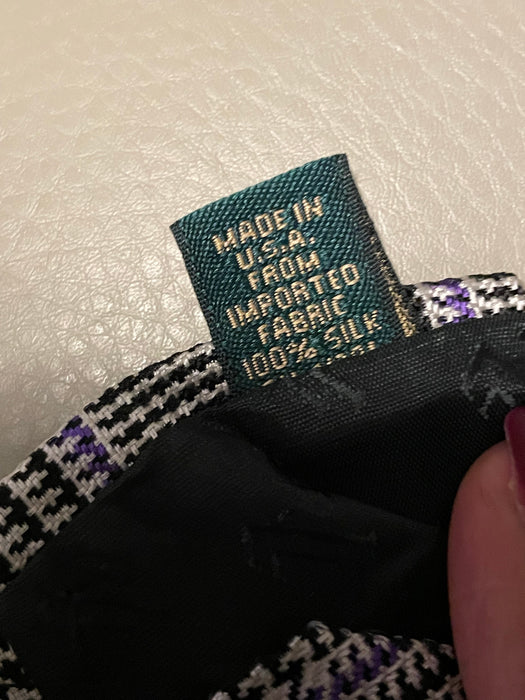 MADE IN
U.S.A.
FROM
IMPORTED
FABRIC
100% SILK